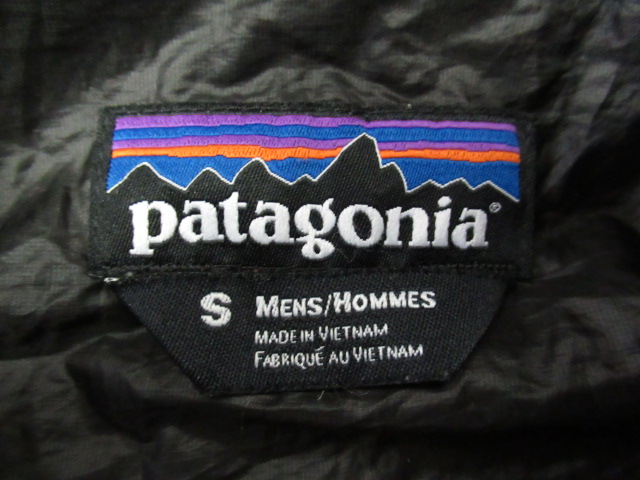 patagonia®
S MENS/HOMMES
MADE IN VIETNAM
FABRIQUÉ AU VIETNAM